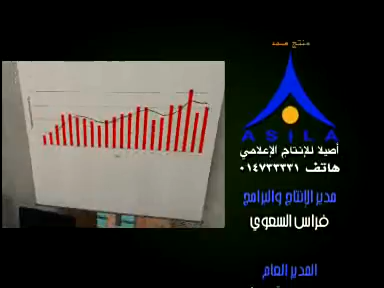 منتج منفذ
ASILA
أصيلا للإنتاج الإعلامي
هاتف ٠١٤٧٣٣٣٣١
مدير الإنتاج والبرامج
فراس السعوي
المدير العام